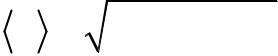 ⟨ ⟩ √